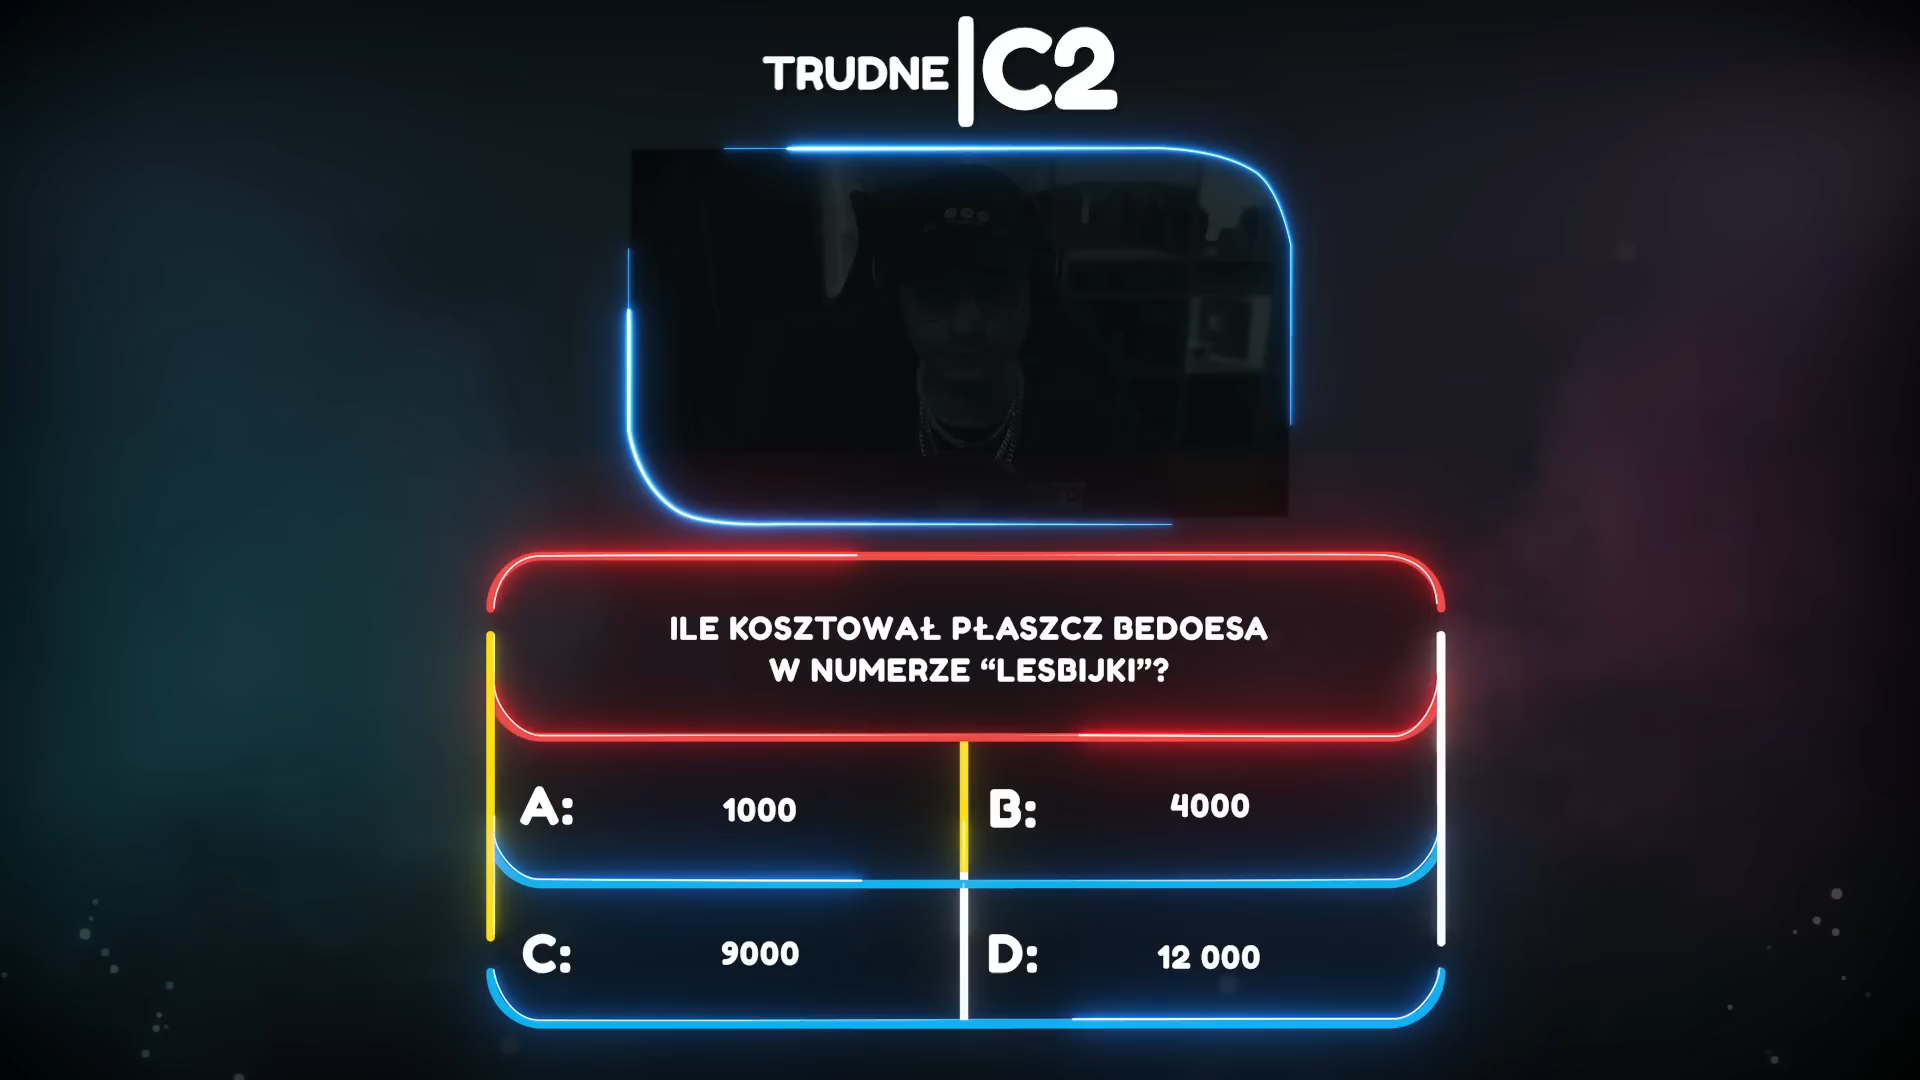 TRUDNE | C2
ILE KOSZTOWAŁ PŁASZCZ BEDOESA
W NUMERZE “LESBIJKI”?
A: 1000
B: 4000
C: 9000
D: 12 000